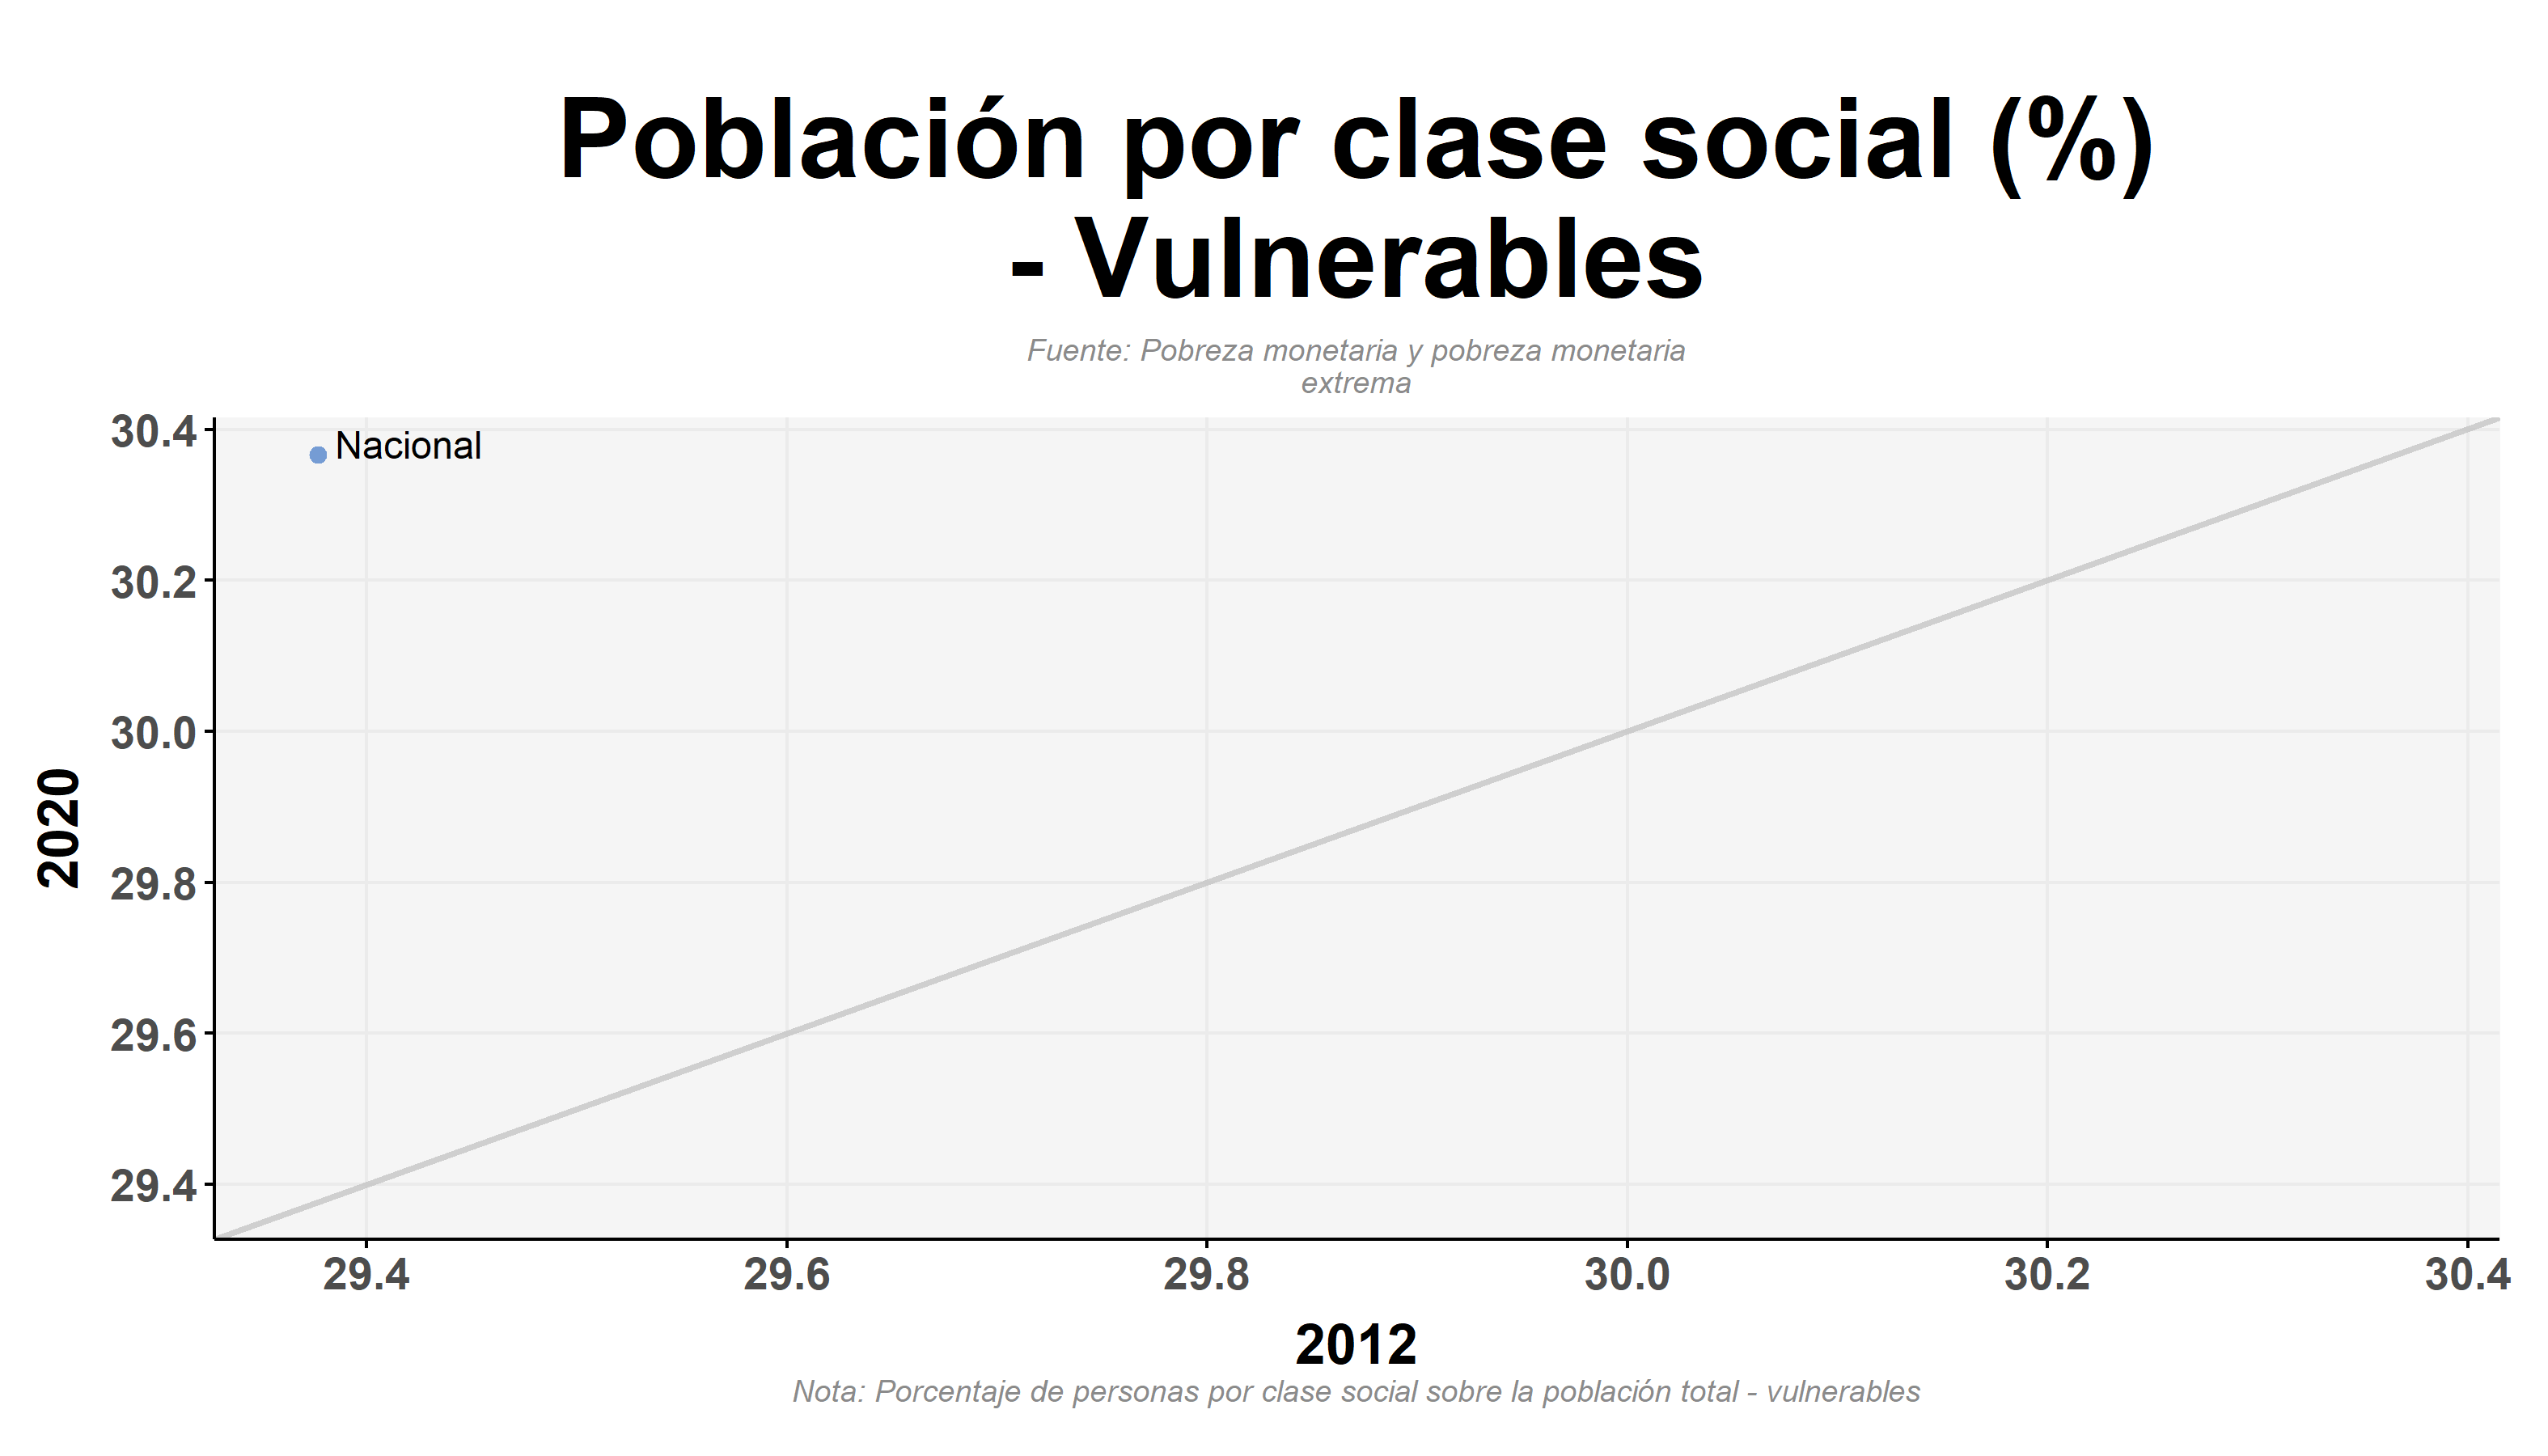 Población por clase social (%)
- Vulnerables
Fuente: Pobreza monetaria y pobreza monetaria
extrema
30.4
Nacional
30.2
30.0
29.8
29.6
29.4
2020
29.4 29.6 29.8 30.0 30.2 30.4
2012
Nota: Porcentaje de personas por clase social sobre la población total - vulnerables